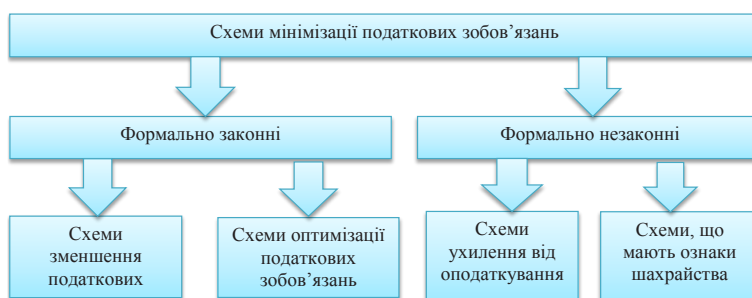 Схеми мінімізації податкових зобов’язань
Формально законні
Формально незаконні
Схеми
зменшення
податкових
Схеми оптимізації
податкових
зобов’язань
Схеми
ухилення від
оподаткування
Схеми, що
мають ознаки
шахрайства